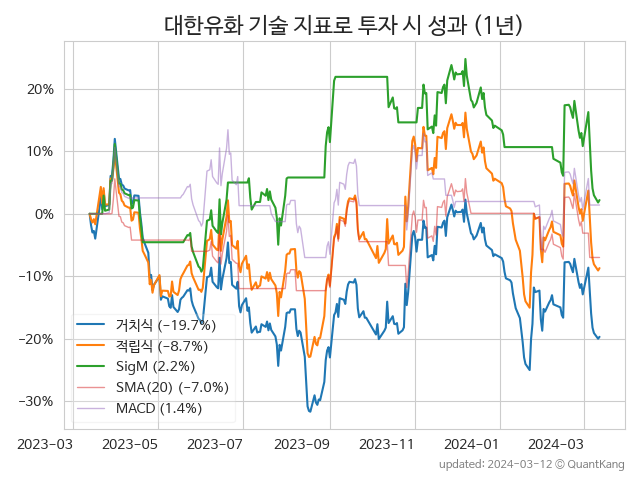 대한유화 기술 지표로 투자 시 성과 (1년)
20%
10%
0%
−10%
−20%
−30%
거치식 (−19.7%)
적립식 (−8.7%)
SigM (2.2%)
SMA(20) (−7.0%)
MACD (1.4%)
2023-03
2023-05
2023-07
2023-09
2023-11
2024-01
2024-03
updated: 2024-03-12 © QuantKang